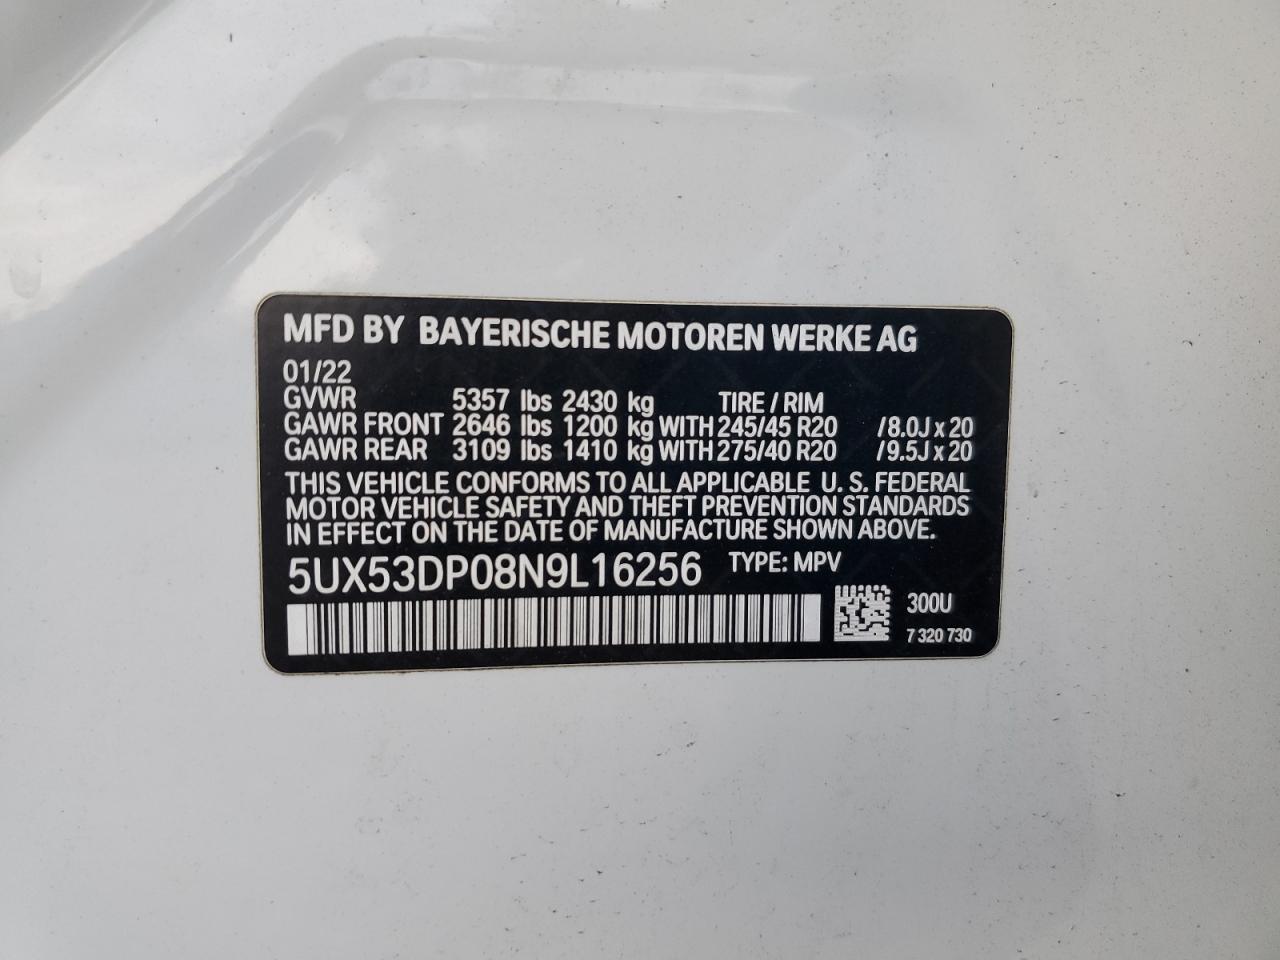 MFD BY BAYERISCHE MOTOREN WERKE AG
01/22
GVWR 5357 lbs 2430 kg TIRE / RIM
GAWR FRONT 2646 lbs 1200 kg WITH 245/45 R20 /8.0J x 20
GAWR REAR 3109 lbs 1410 kg WITH 275/40 R20 /9.5J x 20
THIS VEHICLE CONFORMS TO ALL APPLICABLE U. S. FEDERAL
MOTOR VEHICLE SAFETY AND THEFT PREVENTION STANDARDS
IN EFFECT ON THE DATE OF MANUFACTURE SHOWN ABOVE.
5UX53DP08N9L16256 TYPE: MPV
300U
7 320 730